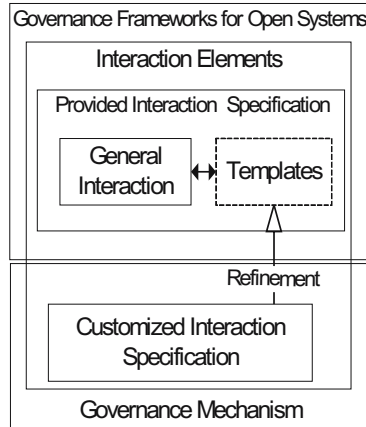 Governance Frameworks for Open Systems
Interaction Elements
Provided Interaction Specification
General
Interaction
Templates
Refinement
Customized Interaction
Specification
Governance Mechanism